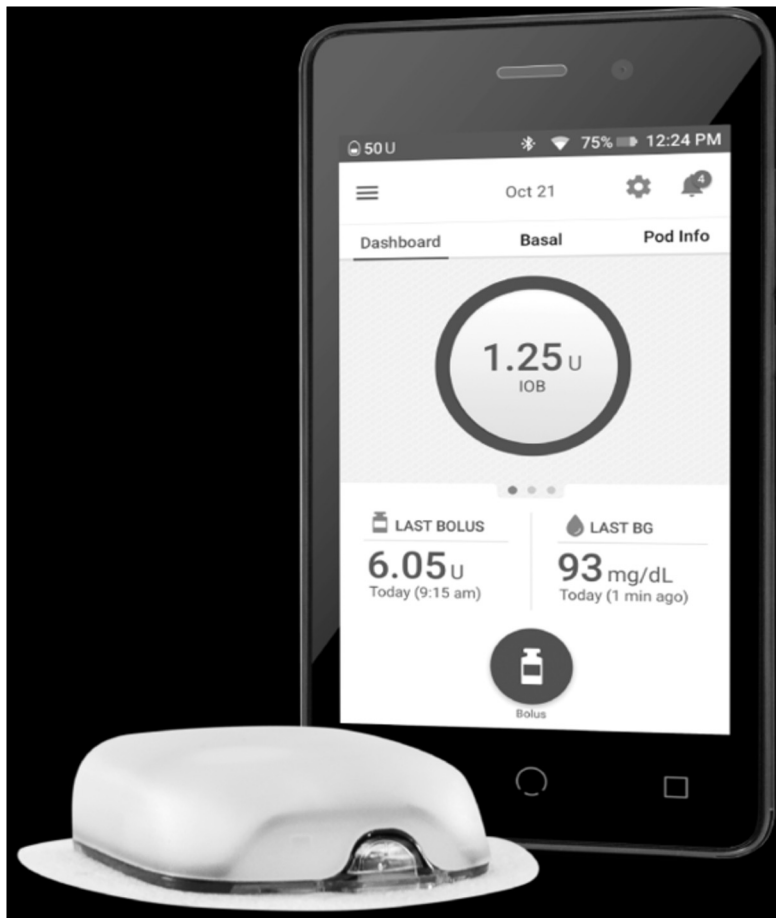 50 U 75% 12:24 PM
Oct 21 4
Dashboard Basal Pod Info
1.25 U
IOB
LAST BOLUS LAST BG
6.05 U 93 mg/dL
Today (9:15 am) Today (1 min ago)
Bolus